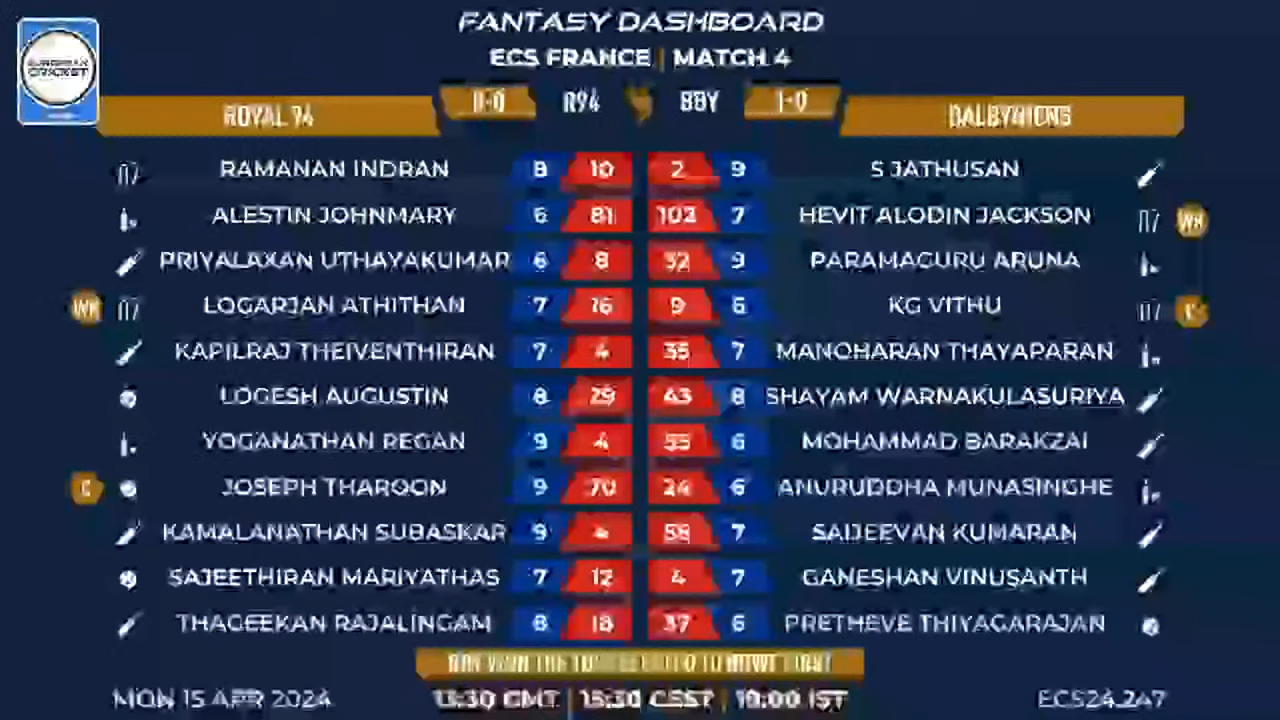 FANTASY DASHBOARD
ECS FRANCE | MATCH 4
EUROPEAN CRICKET
0-0 R94 BBY 1-0
ROYAL 94
RAMANAN INDRAN 8 10 2 9 S JATHUSAN
ALESTIN JOHNMARY 6 81 102 7 HEVIT ALODIN JACKSON WK
PRIYALAXAN UTHAYAKUMAR 6 8 32 9 PARAMAGURU ARUNA
WK LOGARJAN ATHITHAN 7 16 9 6 KG VITHU C
KAPILRAJ THEIVENTHIRAN 7 4 35 7 MANOHARAN THAYAPARAN
LOGESH AUGUSTIN 8 29 43 8 SHAYAM WARNAKULASURIYA
YOGANATHAN REGAN 9 4 55 6 MOHAMMAD BARAKZAI
C JOSEPH THAROON 9 70 24 6 ANURUDDHA MUNASINGHE
KAMALANATHAN SUBASKAR 9 4 58 7 SAIJEEVAN KUMARAN
SAJEETHIRAN MARIYATHAS 7 12 4 7 GANESHAN VINUSANTH
THAGEEKAN RAJALINGAM 8 18 37 6 PRETHEVE THIYAGARAJAN
MON 15 APR 2024 13:30 GMT | 15:30 CEST | 19:00 IST ECS24.247